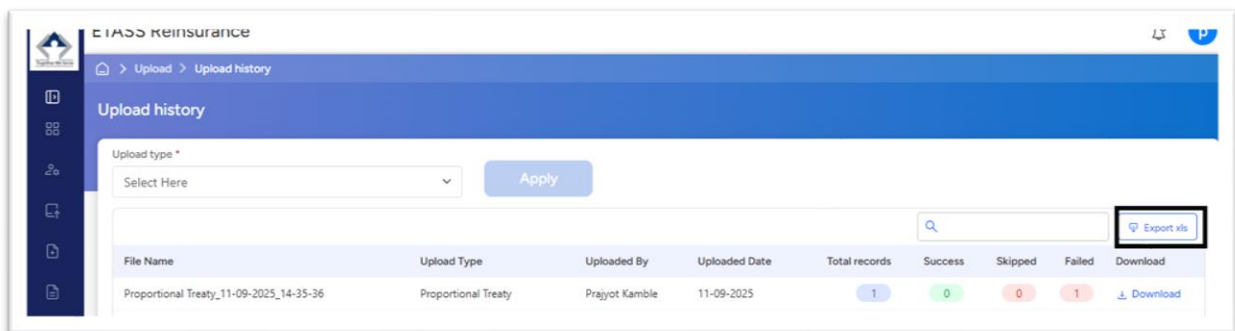 ETASS Reinsurance
P
> Upload > Upload history
Upload history
Upload type *
Select Here
Apply
Export xls
File Name Upload Type Uploaded By Uploaded Date Total records Success Skipped Failed Download
Proportional Treaty_11-09-2025_14-35-36 Proportional Treaty Prajyot Kamble 11-09-2025 1 0 0 1 Download